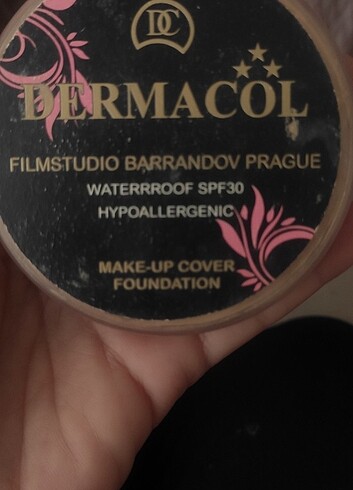 DC
DERMACOL
FILMSTUDIO BARRANDOV PRAGUE
WATERRROOF SPF30
HYPOALLERGENIC
MAKE-UP COVER
FOUNDATION